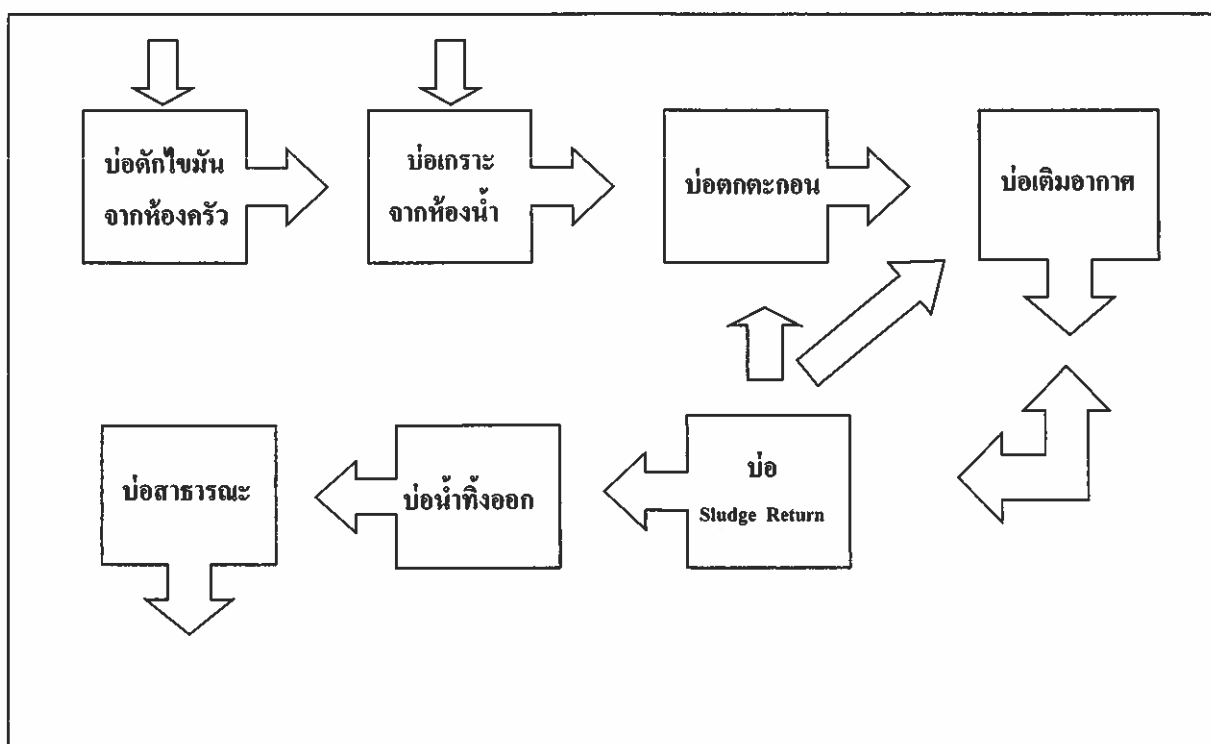 บ่อดักไขมัน
จากห้องครัว
บ่อเกราะ
จากห้องน้ำ
บ่อตกตะกอน
บ่อเติมอากาศ
บ่อสาธารณะ
บ่อน้ำทิ้งออก
บ่อ
Sludge Return